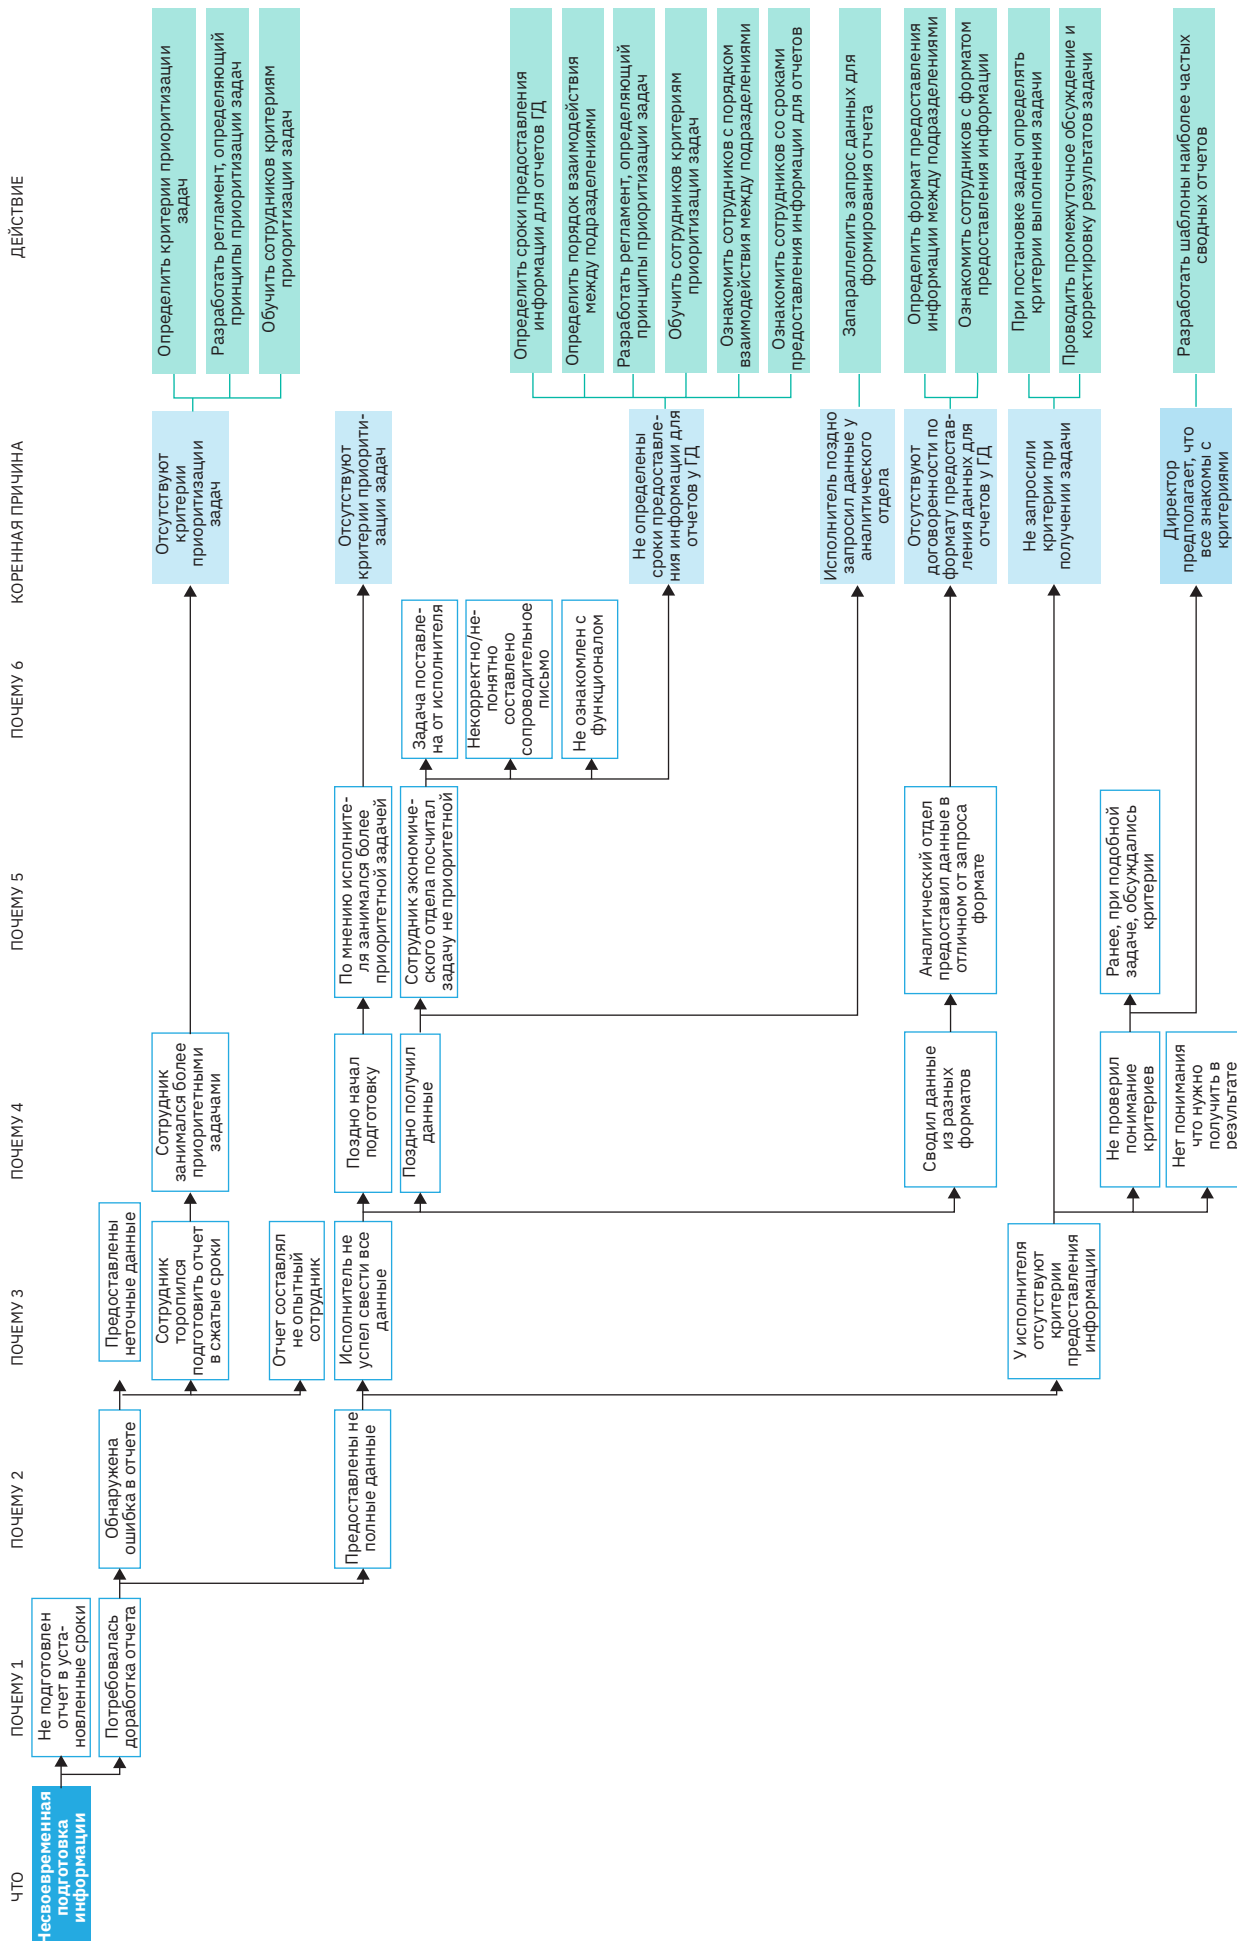 ЧТО
ПОЧЕМУ 1
ПОЧЕМУ 2
ПОЧЕМУ 3
ПОЧЕМУ 4
ПОЧЕМУ 5
ПОЧЕМУ 6
КОРЕННАЯ ПРИЧИНА
ДЕЙСТВИЕ
Несвоевременная
подготовка
информации
Не подготовлен
отчет в уста-
новленные сроки
Потребовалась
доработка отчета
Обнаружена
ошибка в отчете
Предоставлены не
полные данные
Предоставлены
неточные данные
Сотрудник
торопился
подготовить отчет
в сжатые сроки
Отчет составлял
не опытный
сотрудник
Исполнитель не
успел свести все
данные
У исполнителя
отсутствуют
критерии
предоставления
информации
Сотрудник
занимался более
приоритетными
задачами
Поздно начал
подготовку
Поздно получил
данные
Сводил данные
из разных
форматов
Не проверил
понимание
критериев
Нет понимания
что нужно
получить в
результате
По мнению исполните-
ля занимался более
приоритетной задачей
Сотрудник экономиче-
ского отдела посчитал
задачу не приоритетной
Аналитический отдел
предоставил данные в
отличном от запроса
формате
Ранее, при подобной
задаче, обсуждались
критерии
Задача поставле-
на от исполнителя
Некорректно/не-
понятно
составлено
сопроводительное
письмо
Не ознакомлен с
функционалом
Отсутствуют
критерии
приоритизации
задач
Отсутствуют
критерии приорити-
зации задач
Не определены
сроки предоставле-
ния информации для
отчетов у ГД
Исполнитель поздно
запросил данные у
аналитического
отдела
Отсутствуют
договоренности по
формату предостав-
ления данных для
отчетов у ГД
Не запросили
критерии при
получении задачи
Директор
предполагает, что
все знакомы с
критериями
Определить критерии приоритизации
задач
Разработать регламент, определяющий
принципы приоритизации задач
Обучить сотрудников критериям
приоритизации задач
Определить сроки предоставления
информации для отчетов ГД
Определить порядок взаимодействия
между подразделениями
Разработать регламент, определяющий
принципы приоритизации задач
Обучить сотрудников критериям
приоритизации задач
Ознакомить сотрудников с порядком
взаимодействия между подразделениями
Ознакомить сотрудников со сроками
предоставления информации для отчетов
Запараллелить запрос данных для
формирования отчета
Определить формат предоставления
информации между подразделениями
Ознакомить сотрудников с форматом
предоставления информации
При постановке задач определять
критерии выполнения задачи
Проводить промежуточное обсуждение и
корректировку результатов задачи
Разработать шаблоны наиболее частых
сводных отчетов